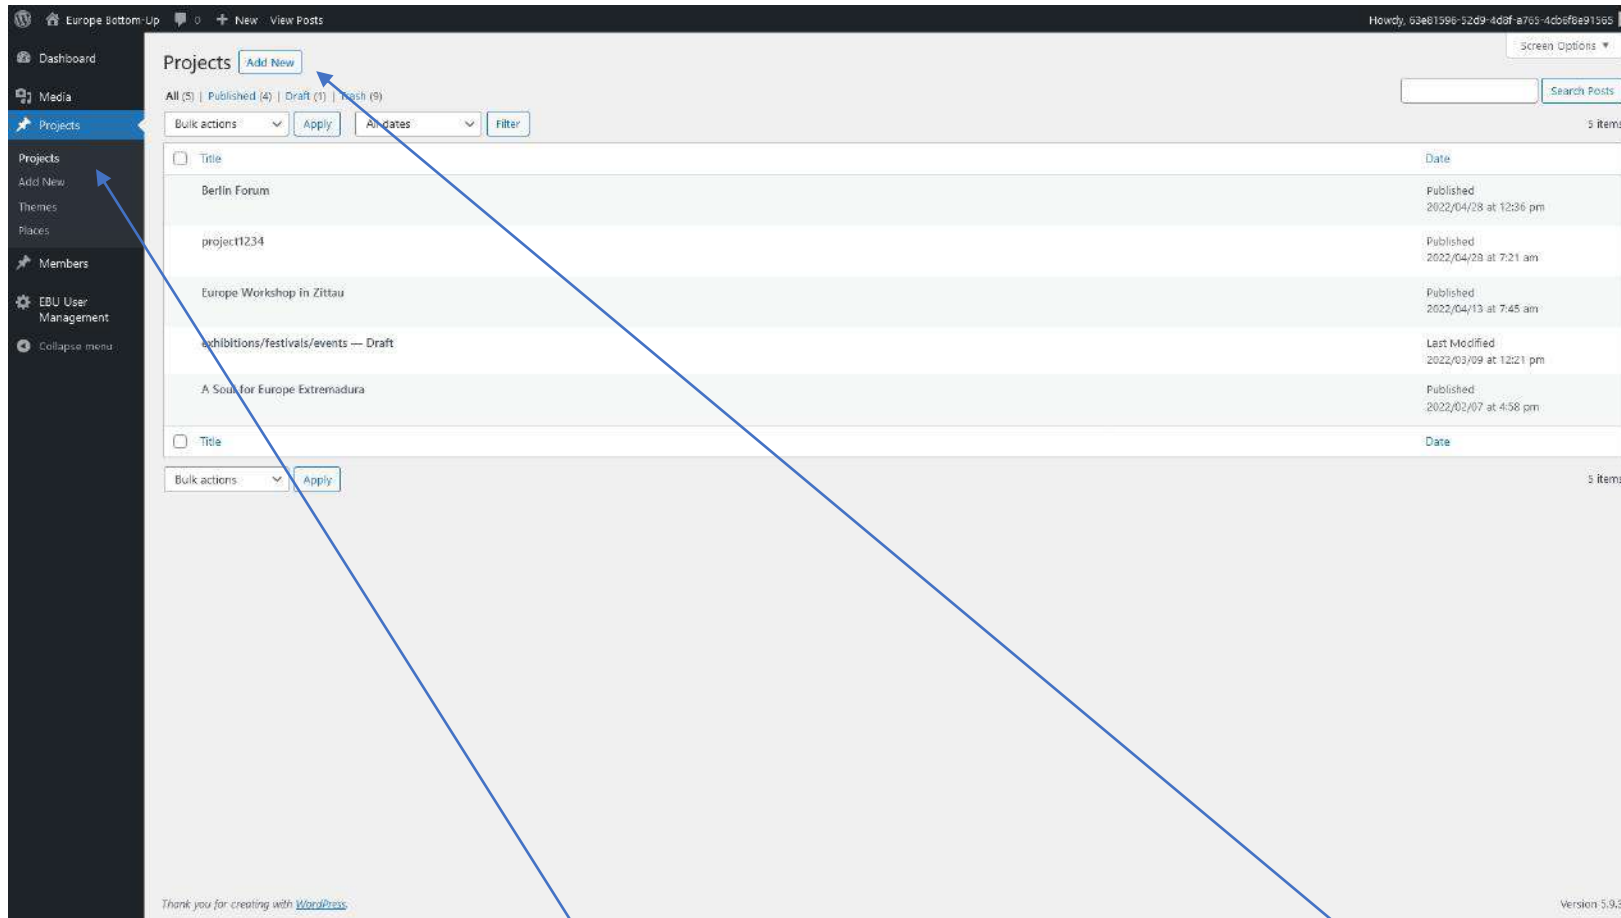 Europe Bottom-Up 0 New View Posts Howdy, 63e81596-52d9-4d8f-a765-4cb6f8e91565
Screen Options
Dashboard
Media
Projects
Projects
Add New
Themes
Places
Members
EBU User
Management
Collapse menu
Projects Add New
All (5) | Published (4) | Draft (1) | Trash (9)
Search Posts
Bulk actions Apply All dates Filter
5 items
Title Date
Berlin Forum Published
2022/04/28 at 12:36 pm
project1234 Published
2022/04/28 at 7:21 am
Europe Workshop in Zittau Published
2022/04/13 at 7:45 am
exhibitions/festivals/events — Draft Last Modified
2022/03/09 at 12:21 pm
A Soul for Europe Extremadura Published
2022/02/07 at 4:58 pm
Title Date
Bulk actions Apply
5 items
Thank you for creating with WordPress. Version 5.9.3